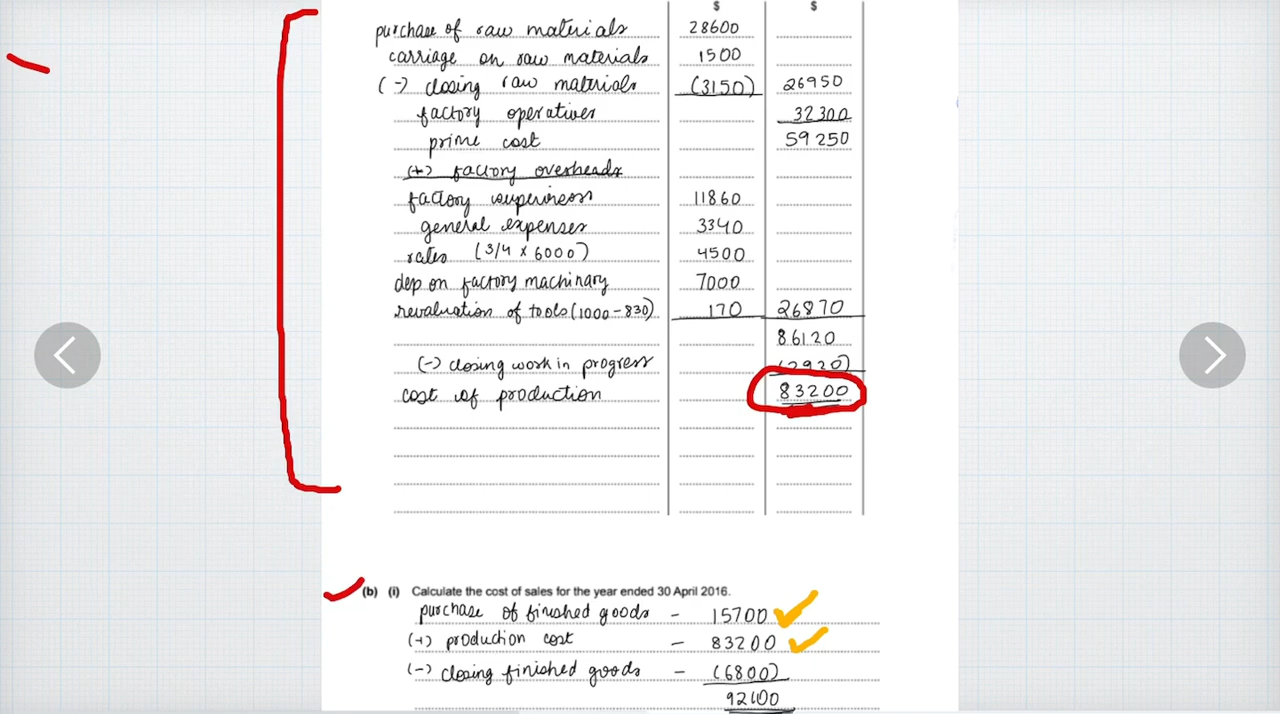 $ $
purchase of raw materials 28600
carriage on raw materials 1500
(-) closing raw materials (3150) 26950
factory operatives 32300
prime cost 59250
(+) factory overheads
factory supervisors 11860
general expenses 3340
rates (3/4 x 6000) 4500
dep on factory machinary 7000
revaluation of tools (1000-830) 170 26870
86120
(-) closing work in progress (2920)
cost of production 83200
(b) (i) Calculate the cost of sales for the year ended 30 April 2016.
purchase of finished goods - 15700
(+) production cost - 83200
(-) closing finished goods - (6800)
92100